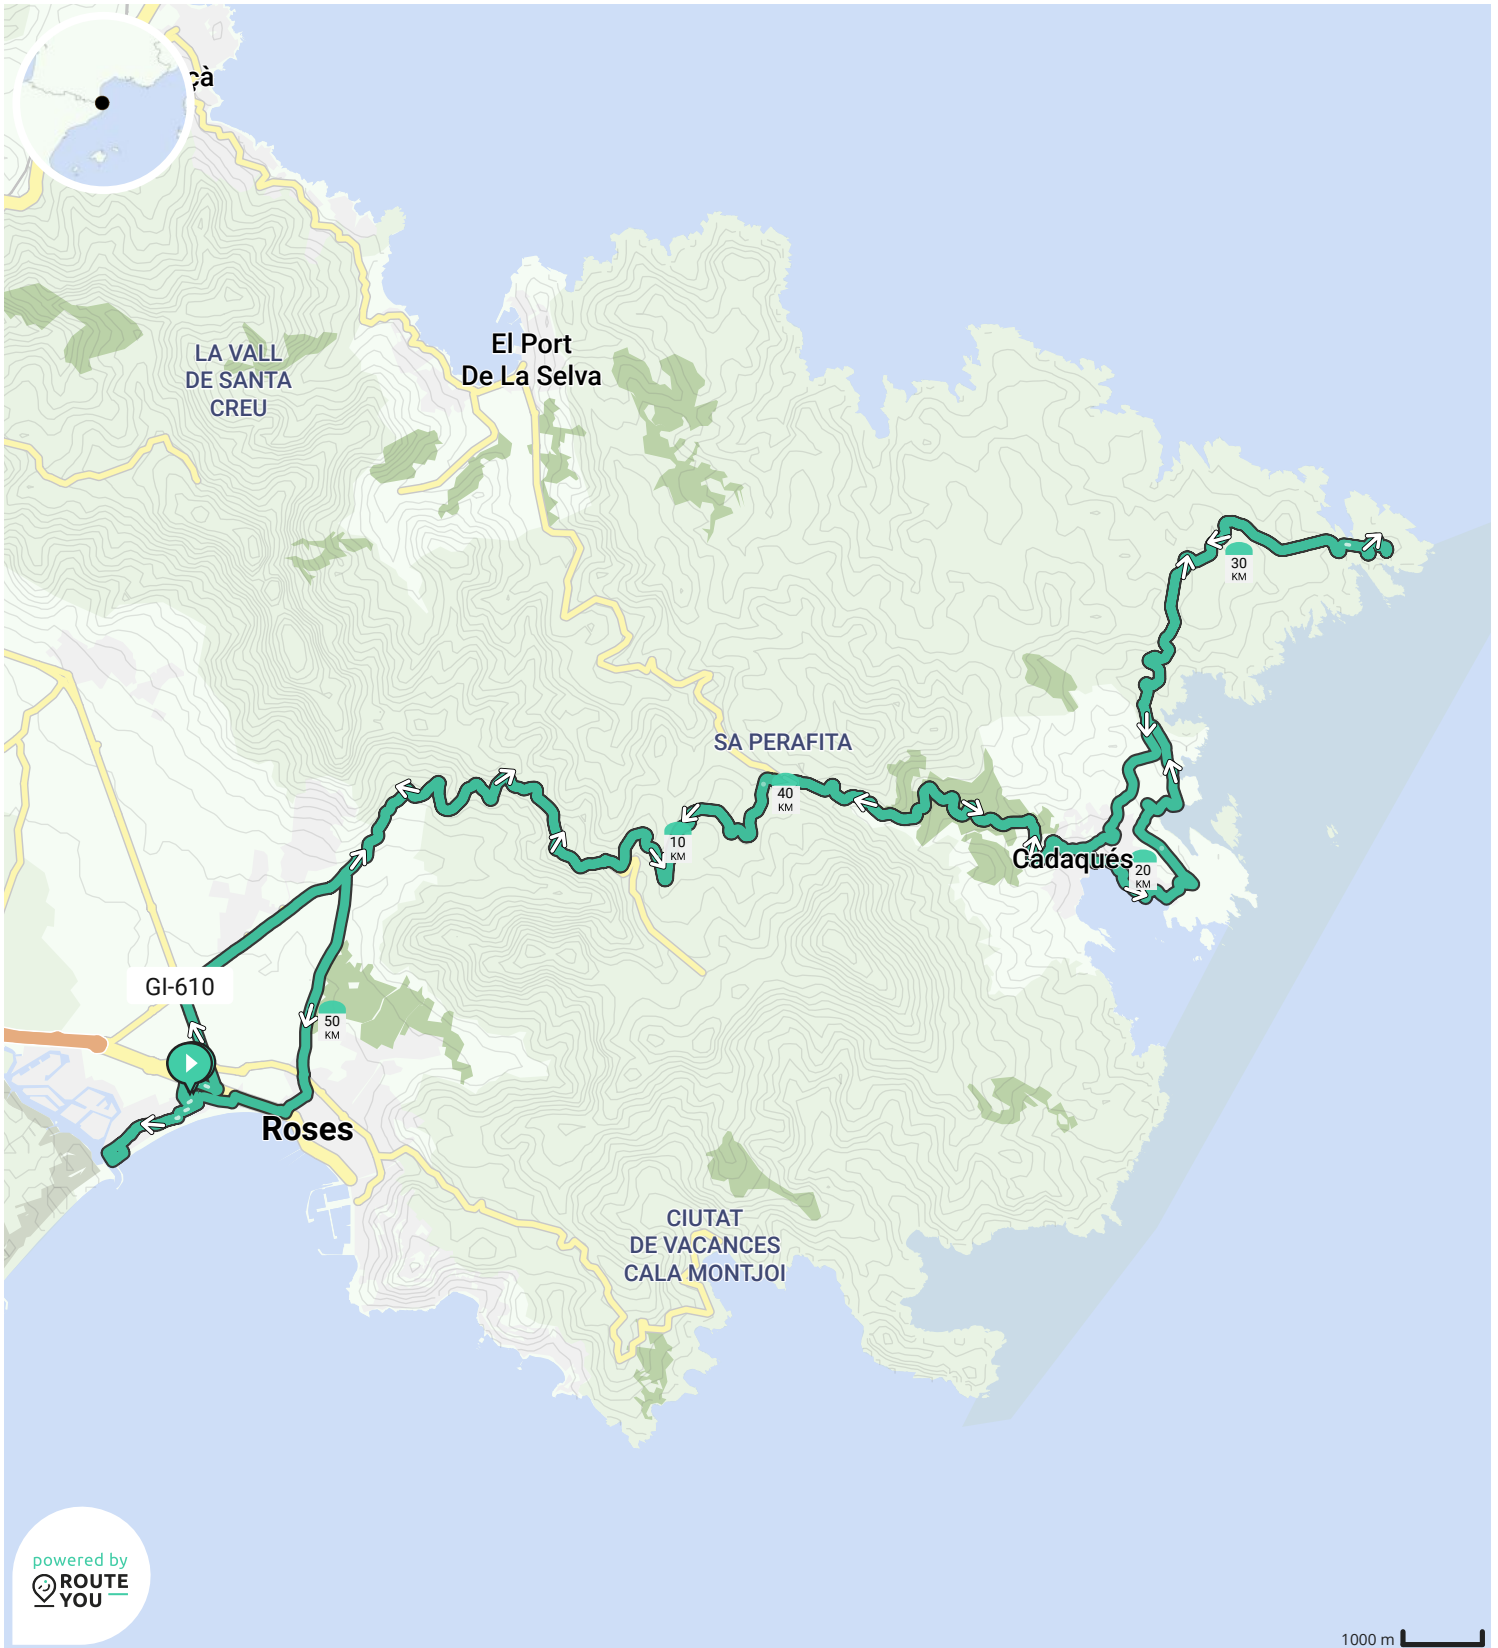 çà
El Port
De La Selva
LA VALL
DE SANTA
CREU
30
KM
SA PERAFITA
40
KM
10
KM
Cadaqués
20
KM
GI-610
50
KM
Roses
CIUTAT
DE VACANCES
CALA MONTJOI
powered by
ROUTE
YOU
1000 m